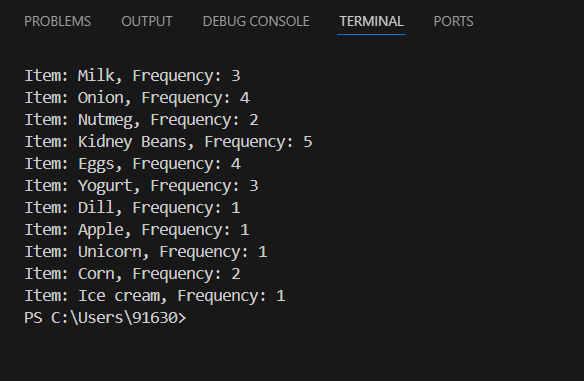 PROBLEMS OUTPUT DEBUG CONSOLE TERMINAL PORTS
Item: Milk, Frequency: 3
Item: Onion, Frequency: 4
Item: Nutmeg, Frequency: 2
Item: Kidney Beans, Frequency: 5
Item: Eggs, Frequency: 4
Item: Yogurt, Frequency: 3
Item: Dill, Frequency: 1
Item: Apple, Frequency: 1
Item: Unicorn, Frequency: 1
Item: Corn, Frequency: 2
Item: Ice cream, Frequency: 1
PS C:\Users\91630>